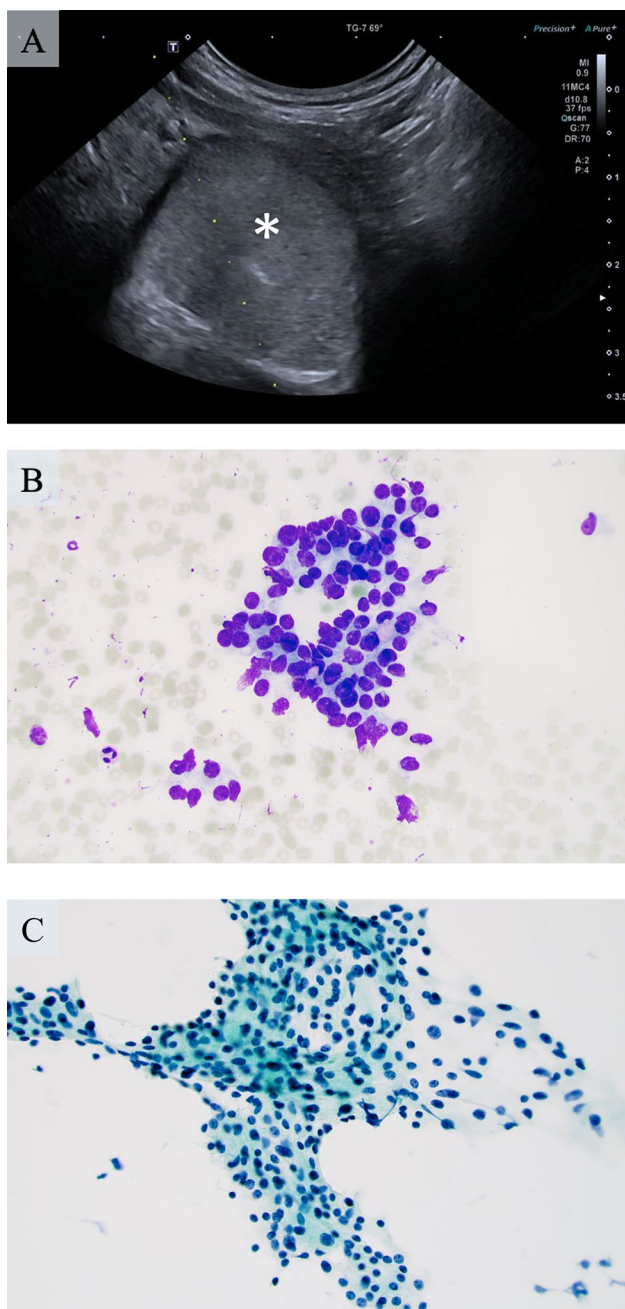 A
TG-7 69°
Precision+ A Pure+
T
MI
0.9
11MC4
d10.8
37 fps
Qscan
G:77
DR:70
A:2
P:4
0
1
2
3
3.5
*
B
C